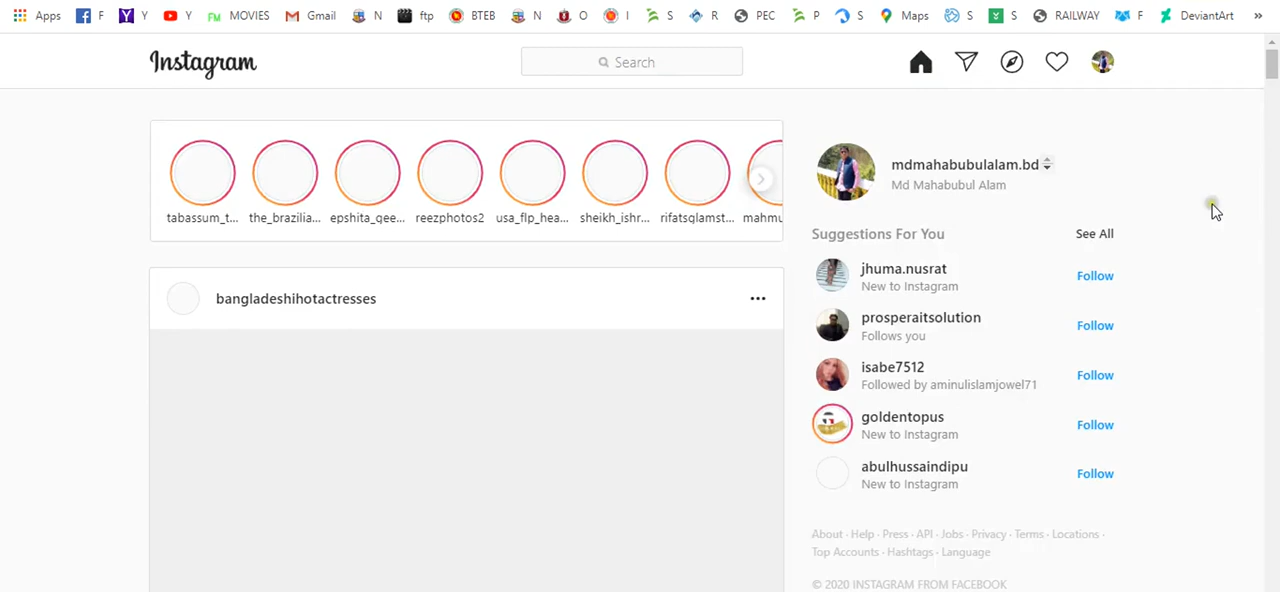 Apps F Y Y MOVIES Gmail N ftp BTEB N O I S R PEC P S Maps S S RAILWAY F DeviantArt »
Instagram
Search
tabassum_t... the_brazilia... epshita_qee... reezphotos2 usa_flp_hea... sheikh_ishr... rifatsglamst... mahmu
bangladeshihotactresses
mdmahabubulalam.bd
Md Mahabubul Alam
Suggestions For You See All
jhuma.nusrat
New to Instagram
Follow
prosperaitsolution
Follows you
Follow
isabe7512
Followed by aminulislamjowel71
Follow
goldentopus
New to Instagram
Follow
abulhussaindipu
New to Instagram
Follow
About · Help · Press · API · Jobs · Privacy · Terms · Locations ·
Top Accounts · Hashtags · Language
© 2020 INSTAGRAM FROM FACEBOOK